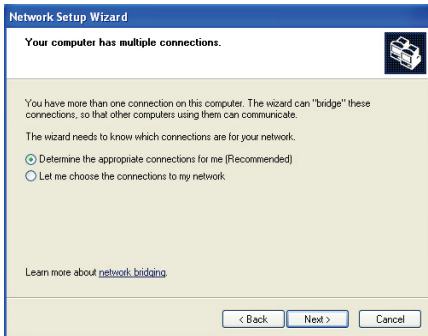 Network Setup Wizard
Your computer has multiple connections.
You have more than one connection on this computer. The wizard can "bridge" these
connections, so that other computers using them can communicate.
The wizard needs to know which connections are for your network.
Determine the appropriate connections for me (Recommended)
Let me choose the connections to my network
Learn more about network bridging.
< Back Next > Cancel